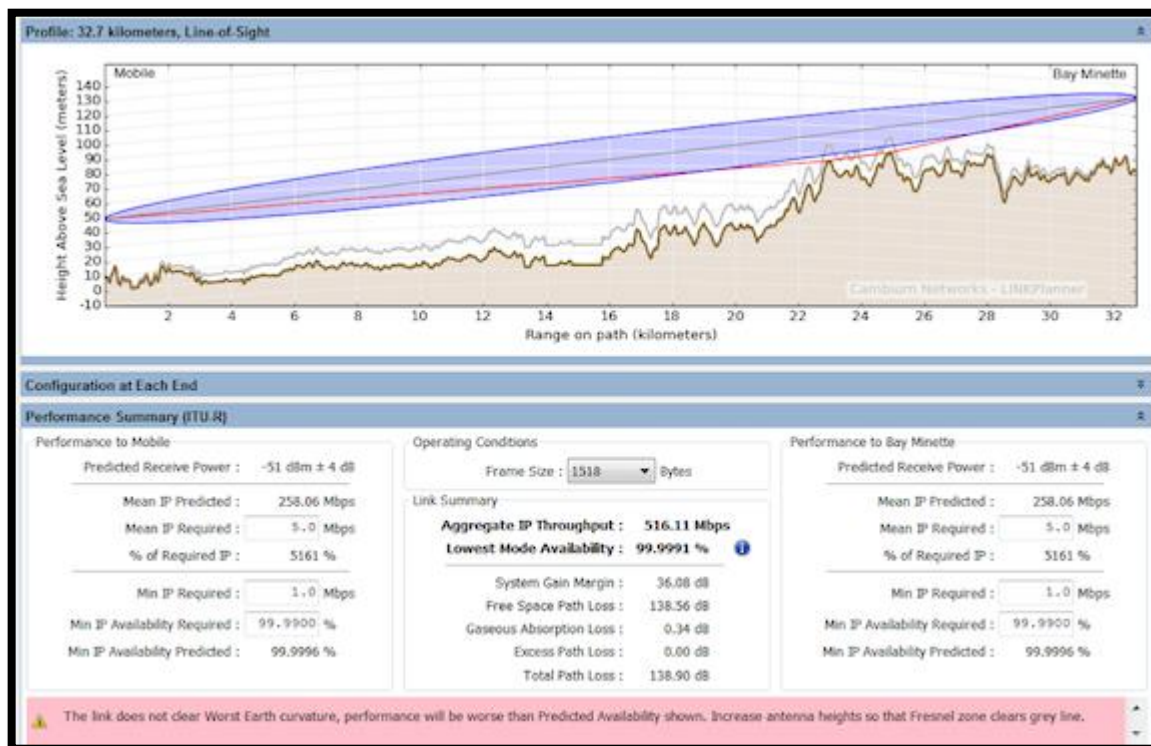 Profile: 32.7 kilometers, Line-of-Sight
Mobile
Bay Minette
Height Above Sea Level (meters)
140
130
120
110
100
90
80
70
60
50
40
30
20
10
0
-10
Cambium Networks - LINKPlanner
2 4 6 8 10 12 14 16 18 20 22 24 26 28 30 32
Range on path (kilometers)
Configuration at Each End
Performance Summary (ITU-R)
Performance to Mobile
Predicted Receive Power : -51 dBm ± 4 dB
Mean IP Predicted : 258.06 Mbps
Mean IP Required : 5.0 Mbps
% of Required IP : 5161 %
Min IP Required : 1.0 Mbps
Min IP Availability Required : 99.9900 %
Min IP Availability Predicted : 99.9996 %
Operating Conditions
Frame Size : 1518 Bytes
Link Summary
Aggregate IP Throughput : 516.11 Mbps
Lowest Mode Availability : 99.9991 %
System Gain Margin : 36.08 dB
Free Space Path Loss : 138.56 dB
Gaseous Absorption Loss : 0.34 dB
Excess Path Loss : 0.00 dB
Total Path Loss : 138.90 dB
Performance to Bay Minette
Predicted Receive Power : -51 dBm ± 4 dB
Mean IP Predicted : 258.06 Mbps
Mean IP Required : 5.0 Mbps
% of Required IP : 5161 %
Min IP Required : 1.0 Mbps
Min IP Availability Required : 99.9900 %
Min IP Availability Predicted : 99.9996 %
The link does not clear Worst Earth curvature, performance will be worse than Predicted Availability shown. Increase antenna heights so that Fresnel zone clears grey line.